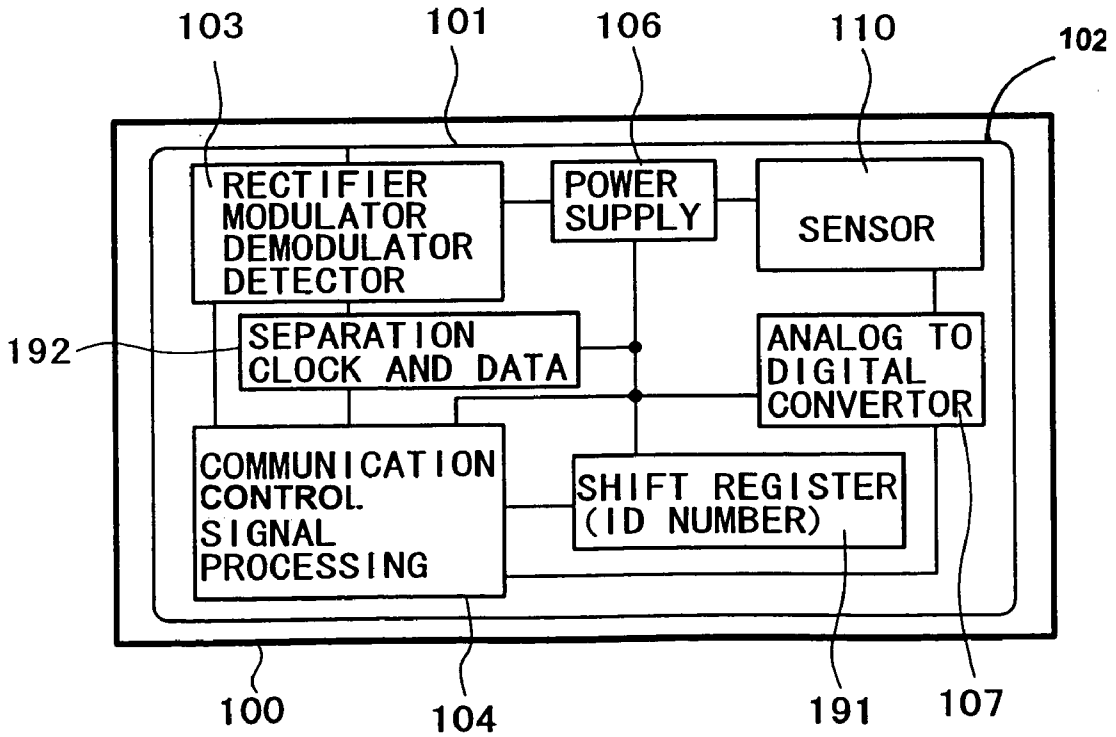 103
101
106
110
102
RECTIFIER
MODULATOR
DEMODULATOR
DETECTOR
POWER
SUPPLY
SENSOR
192
SEPARATION
CLOCK AND DATA
ANALOG TO
DIGITAL
CONVERTOR
COMMUNICATION
CONTROL
SIGNAL
PROCESSING
SHIFT REGISTER
(ID NUMBER)
100
104
191
107